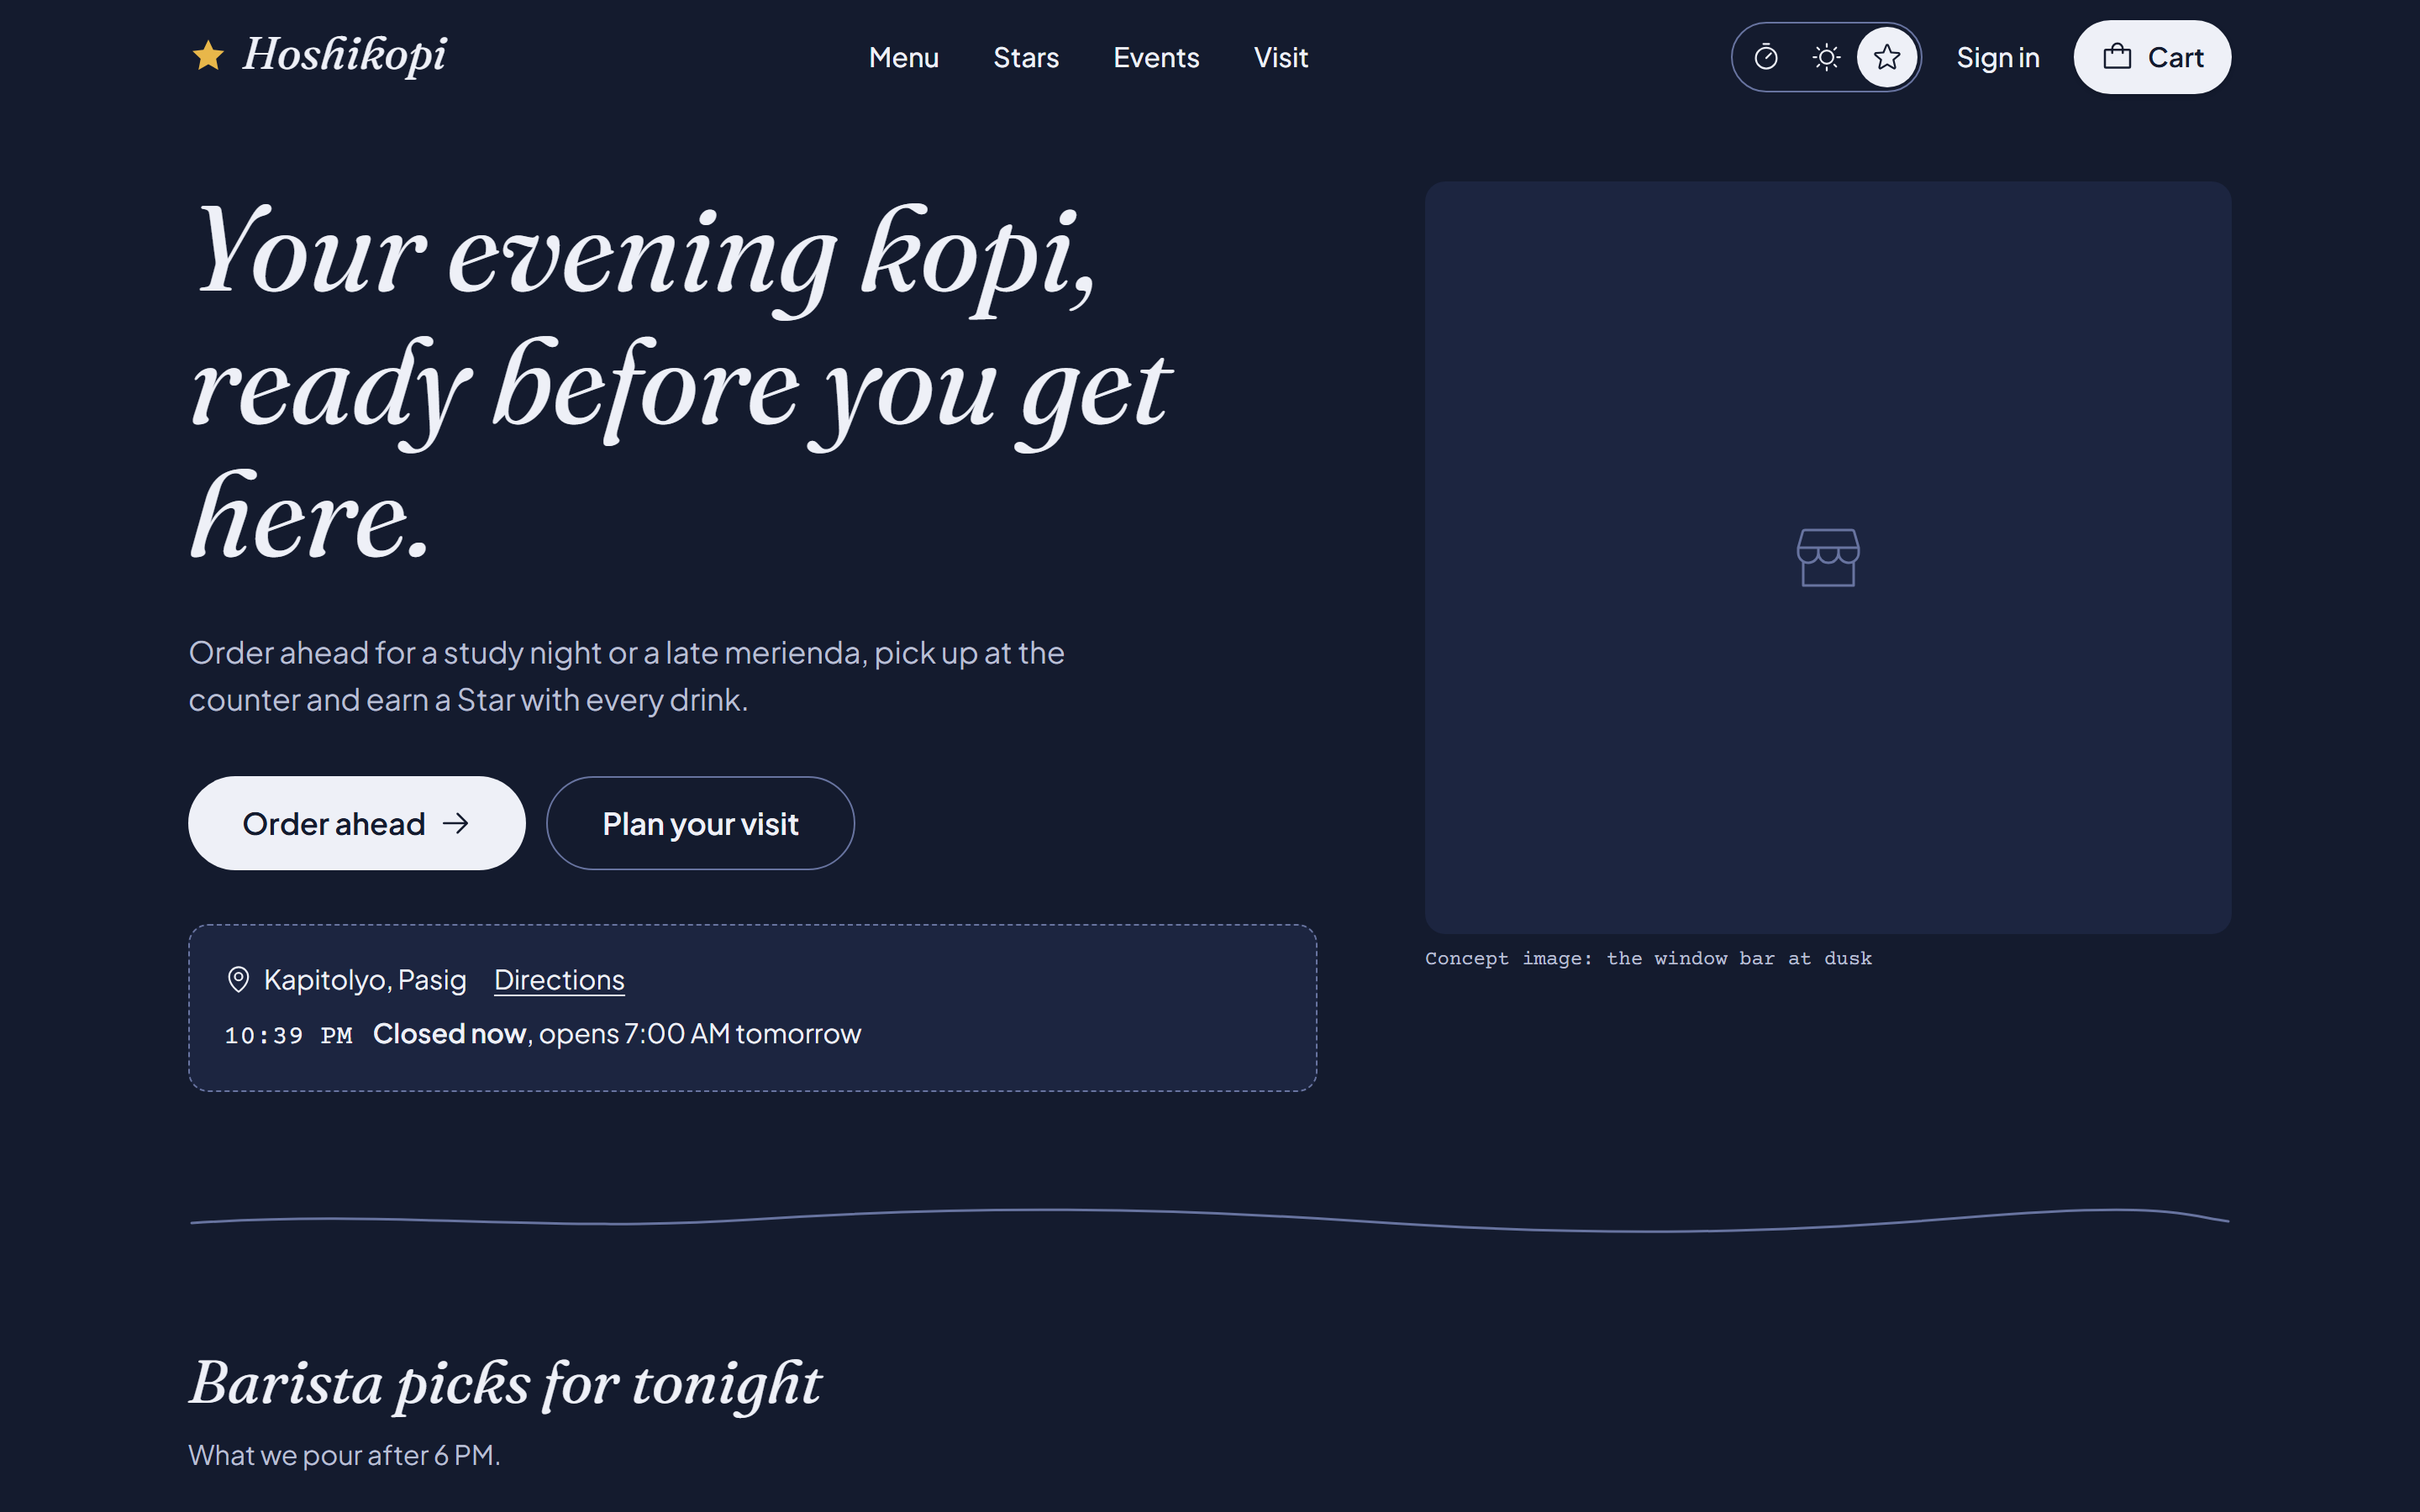 Hoshikopi
Menu Stars Events Visit
Sign in
Cart
Your evening kopi,
ready before you get
here.
Order ahead for a study night or a late merienda, pick up at the
counter and earn a Star with every drink.
Order ahead
Plan your visit
Kapitolyo, Pasig Directions
10:39 PM Closed now, opens 7:00 AM tomorrow
Concept image: the window bar at dusk
Barista picks for tonight
What we pour after 6 PM.